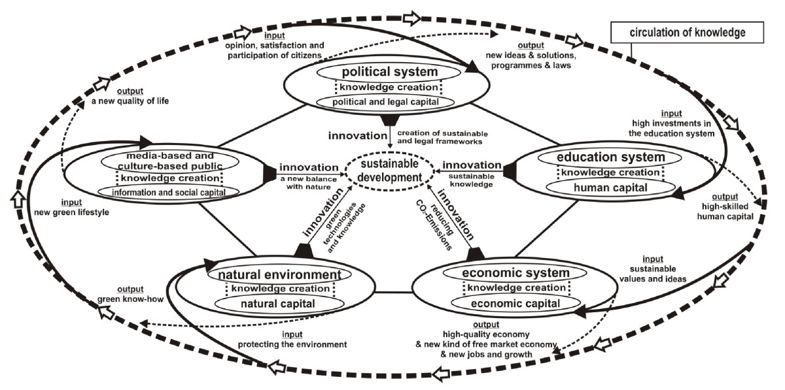 circulation of knowledge
input
opinion, satisfaction and
participation of citizens
output
new ideas & solutions,
programmes & laws
political system
knowledge creation
political and legal capital
output
a new quality of life
input
high investments
in the education system
innovation
creation of sustainable
and legal frameworks
media-based and
culture-based public
knowledge creation
information and social capital
innovation
a new balance
with nature
sustainable
development
innovation
sustainable
knowledge
education system
knowledge creation
human capital
input
new green lifestyle
output
high-skilled
human capital
innovation
green
technologies
and knowledge
innovation
reducing
CO-Emissions
natural environment
knowledge creation
natural capital
economic system
knowledge creation
economic capital
input
sustainable
values and ideas
output
green know-how
input
protecting the environment
output
high-quality economy
& new kind of free market economy
& new jobs and growth